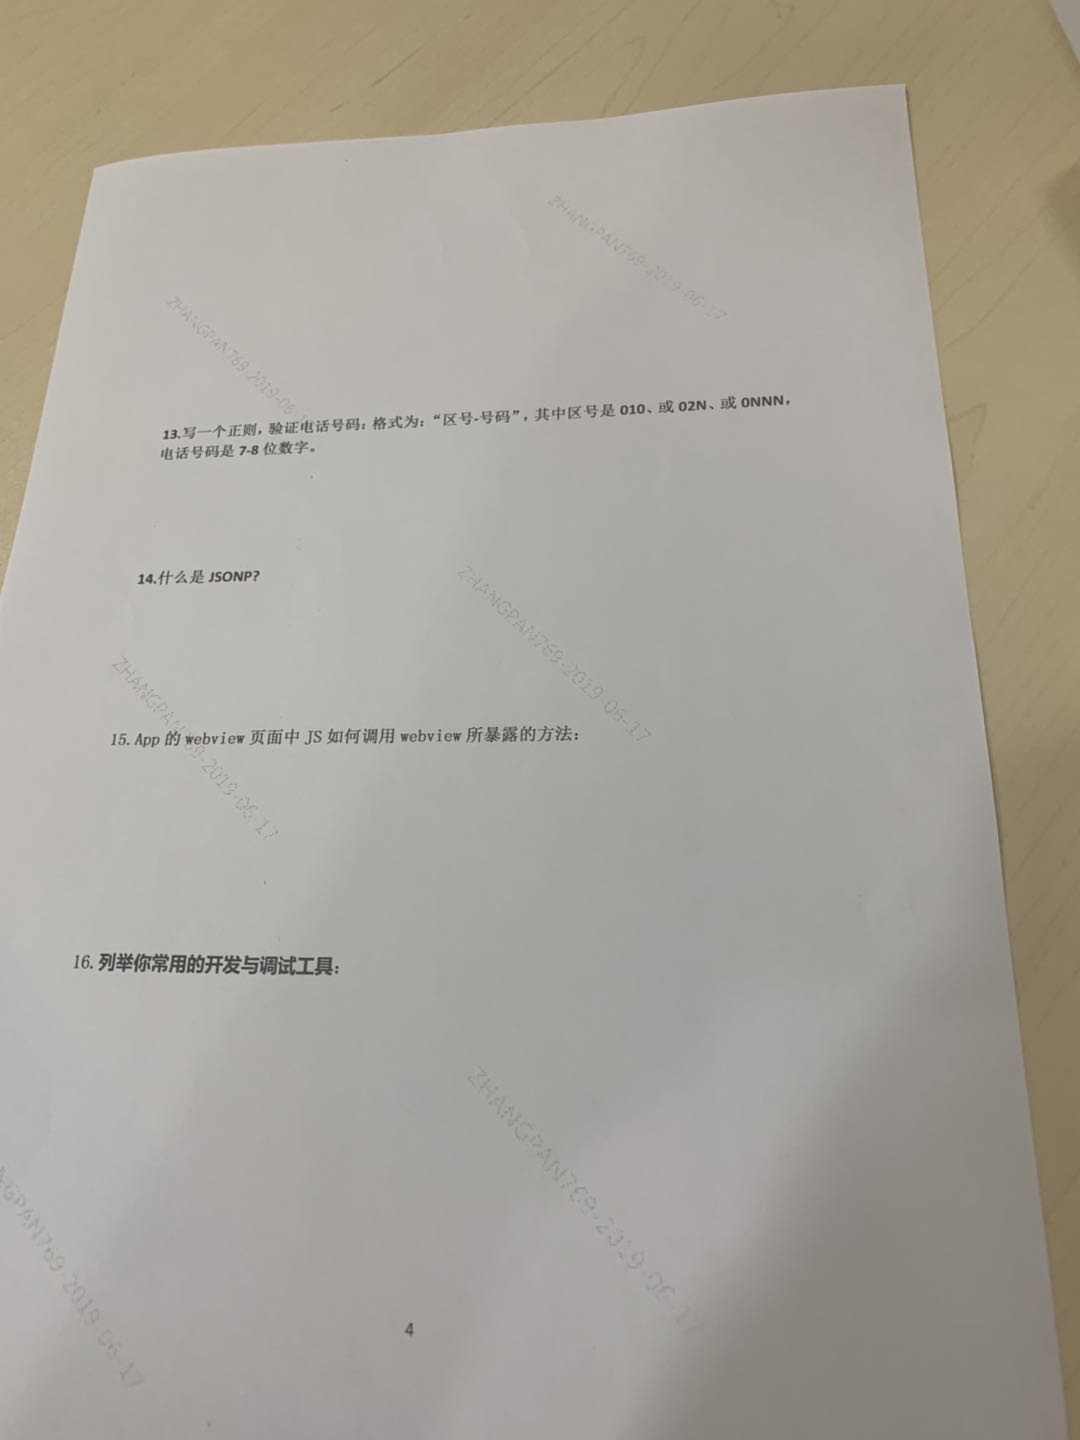 ZHANGPAN769-2019-06-17
ZHANGPAN769-2019-06-17
13.写一个正则，验证电话号码：格式为：“区号-号码”，其中区号是 010、或 02N、或 0NNN，
电话号码是 7-8 位数字。
14.什么是 JSONP?
ZHANGPAN769-2019-06-17
ZHANGPAN769-2019-06-17
15. App 的 webview 页面中 JS 如何调用 webview 所暴露的方法：
16. 列举你常用的开发与调试工具：
ZHANGPAN769-2019-06-17
NGPAN769-2019-06-17
4